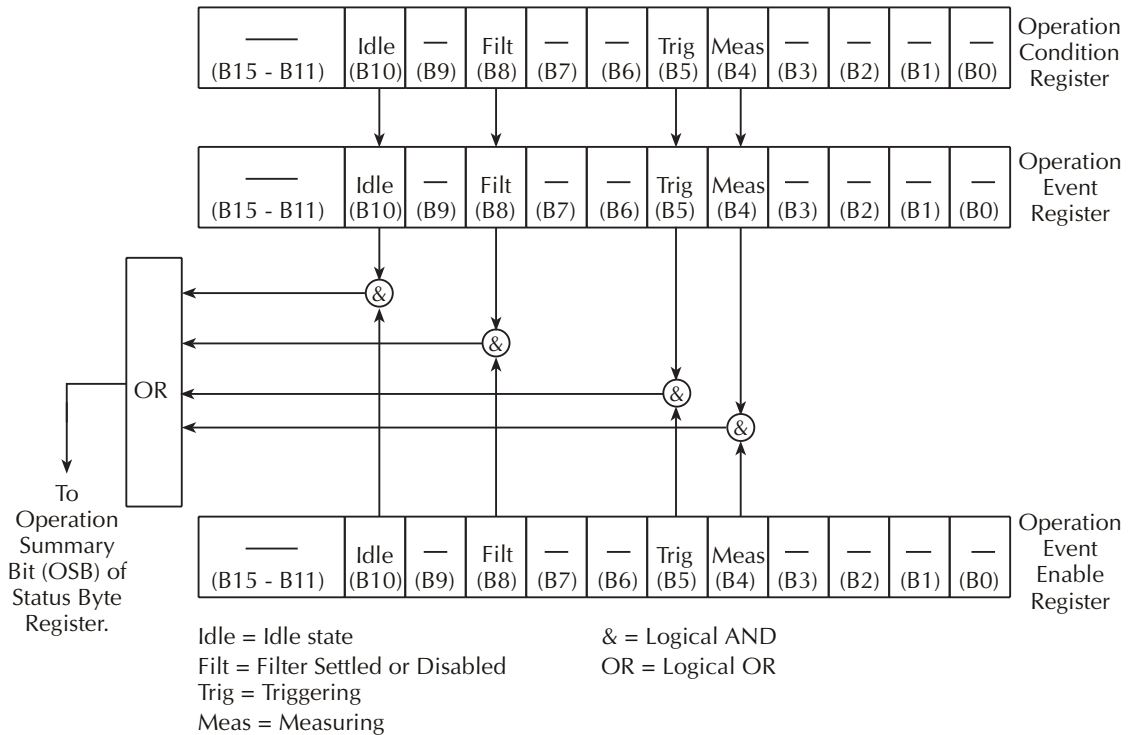 Idle — Filt — — Trig Meas — — — —
(B15 - B11) (B10) (B9) (B8) (B7) (B6) (B5) (B4) (B3) (B2) (B1) (B0)
Operation
Condition
Register
Idle — Filt — — Trig Meas — — — —
(B15 - B11) (B10) (B9) (B8) (B7) (B6) (B5) (B4) (B3) (B2) (B1) (B0)
Operation
Event
Register
&
&
OR
&
&
To
Operation
Summary
Bit (OSB) of
Status Byte
Register.
Idle — Filt — — Trig Meas — — — —
(B15 - B11) (B10) (B9) (B8) (B7) (B6) (B5) (B4) (B3) (B2) (B1) (B0)
Operation
Event
Enable
Register
Idle = Idle state
Filt = Filter Settled or Disabled
Trig = Triggering
Meas = Measuring
& = Logical AND
OR = Logical OR